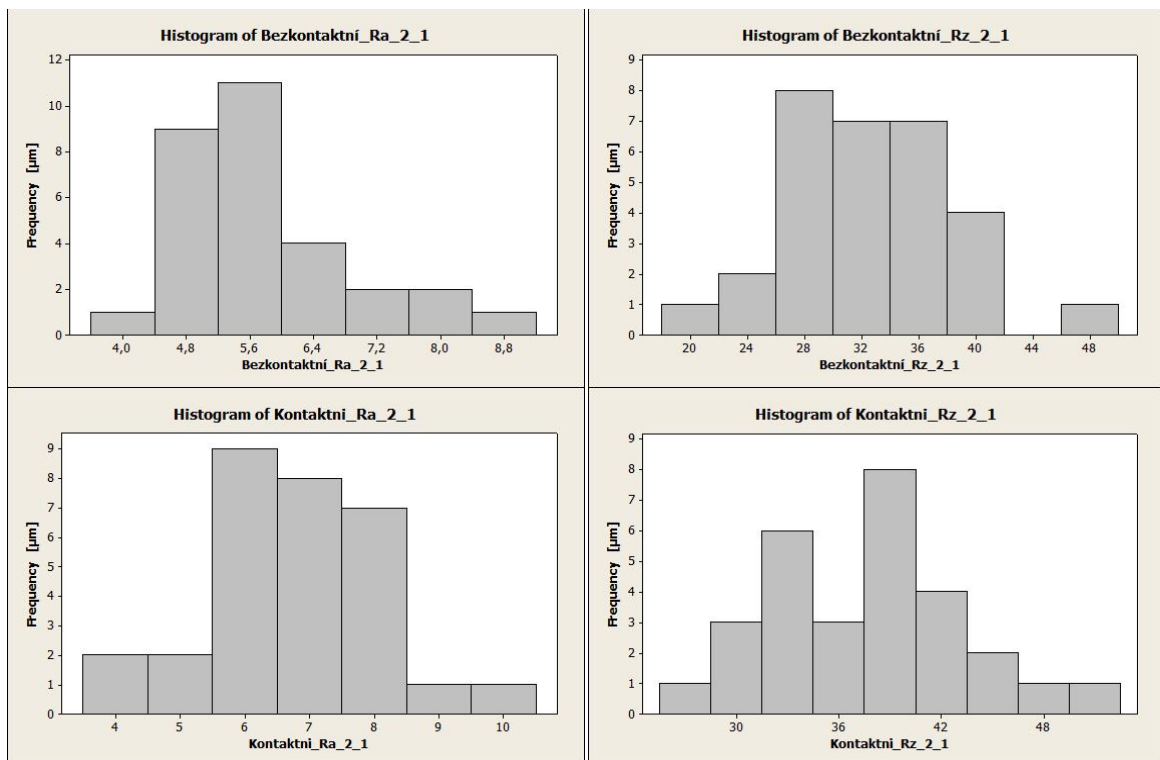 Histogram of Bezkontaktní_Ra_2_1
12
10
8
6
4
2
0
Frequency [µm]
4,0 4,8 5,6 6,4 7,2 8,0 8,8
Bezkontaktní_Ra_2_1
Histogram of Bezkontaktní_Rz_2_1
9
8
7
6
5
4
3
2
1
0
Frequency [µm]
20 24 28 32 36 40 44 48
Bezkontaktní_Rz_2_1
Histogram of Kontaktni_Ra_2_1
9
8
7
6
5
4
3
2
1
0
Frequency [µm]
4 5 6 7 8 9 10
Kontaktni_Ra_2_1
Histogram of Kontaktni_Rz_2_1
9
8
7
6
5
4
3
2
1
0
Frequency [µm]
30 36 42 48
Kontaktni_Rz_2_1